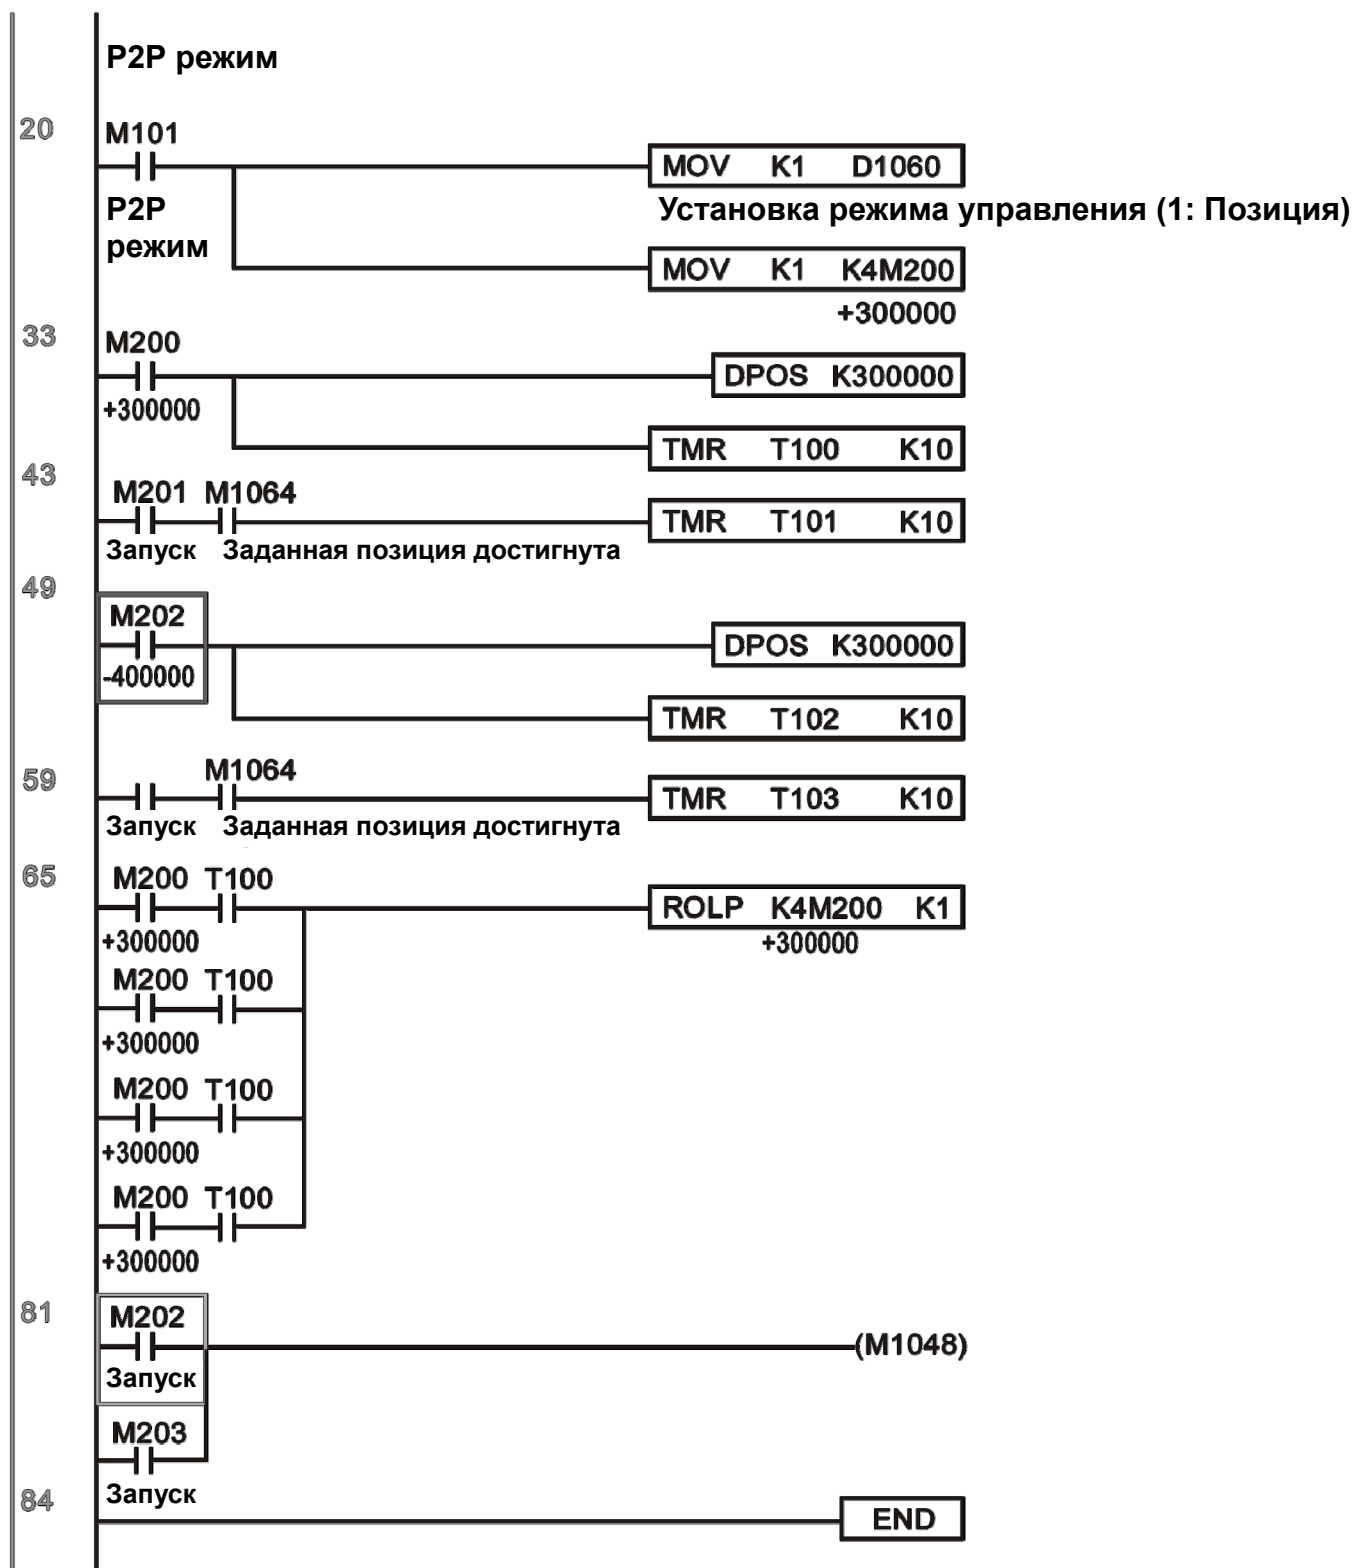 P2P режим
20
M101
MOV K1 D1060
P2P
режим
Установка режима управления (1: Позиция)
MOV K1 K4M200
+300000
33
M200
DPOS K300000
+300000
TMR T100 K10
43
M201 M1064
TMR T101 K10
Запуск Заданная позиция достигнута
49
M202
DPOS K300000
-400000
TMR T102 K10
59
M1064
TMR T103 K10
Запуск Заданная позиция достигнута
65
M200 T100
ROLP K4M200 K1
+300000
+300000
M200 T100
+300000
M200 T100
+300000
M200 T100
+300000
81
M202
(M1048)
Запуск
M203
Запуск
84
END